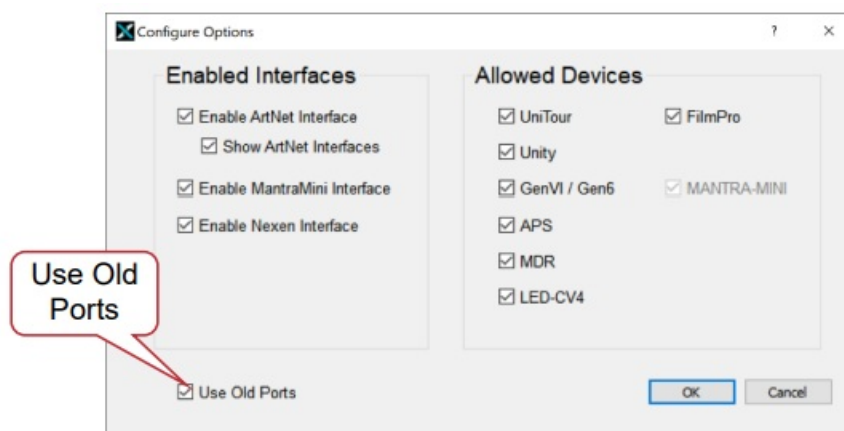 Configure Options
Enabled Interfaces
Enable ArtNet Interface
Show ArtNet Interfaces
Enable MantraMini Interface
Enable Nexen Interface
Allowed Devices
UniTour
FilmPro
Unity
GenVI / Gen6
MANTRA-MINI
APS
MDR
LED-CV4
Use Old
Ports
Use Old Ports
OK
Cancel